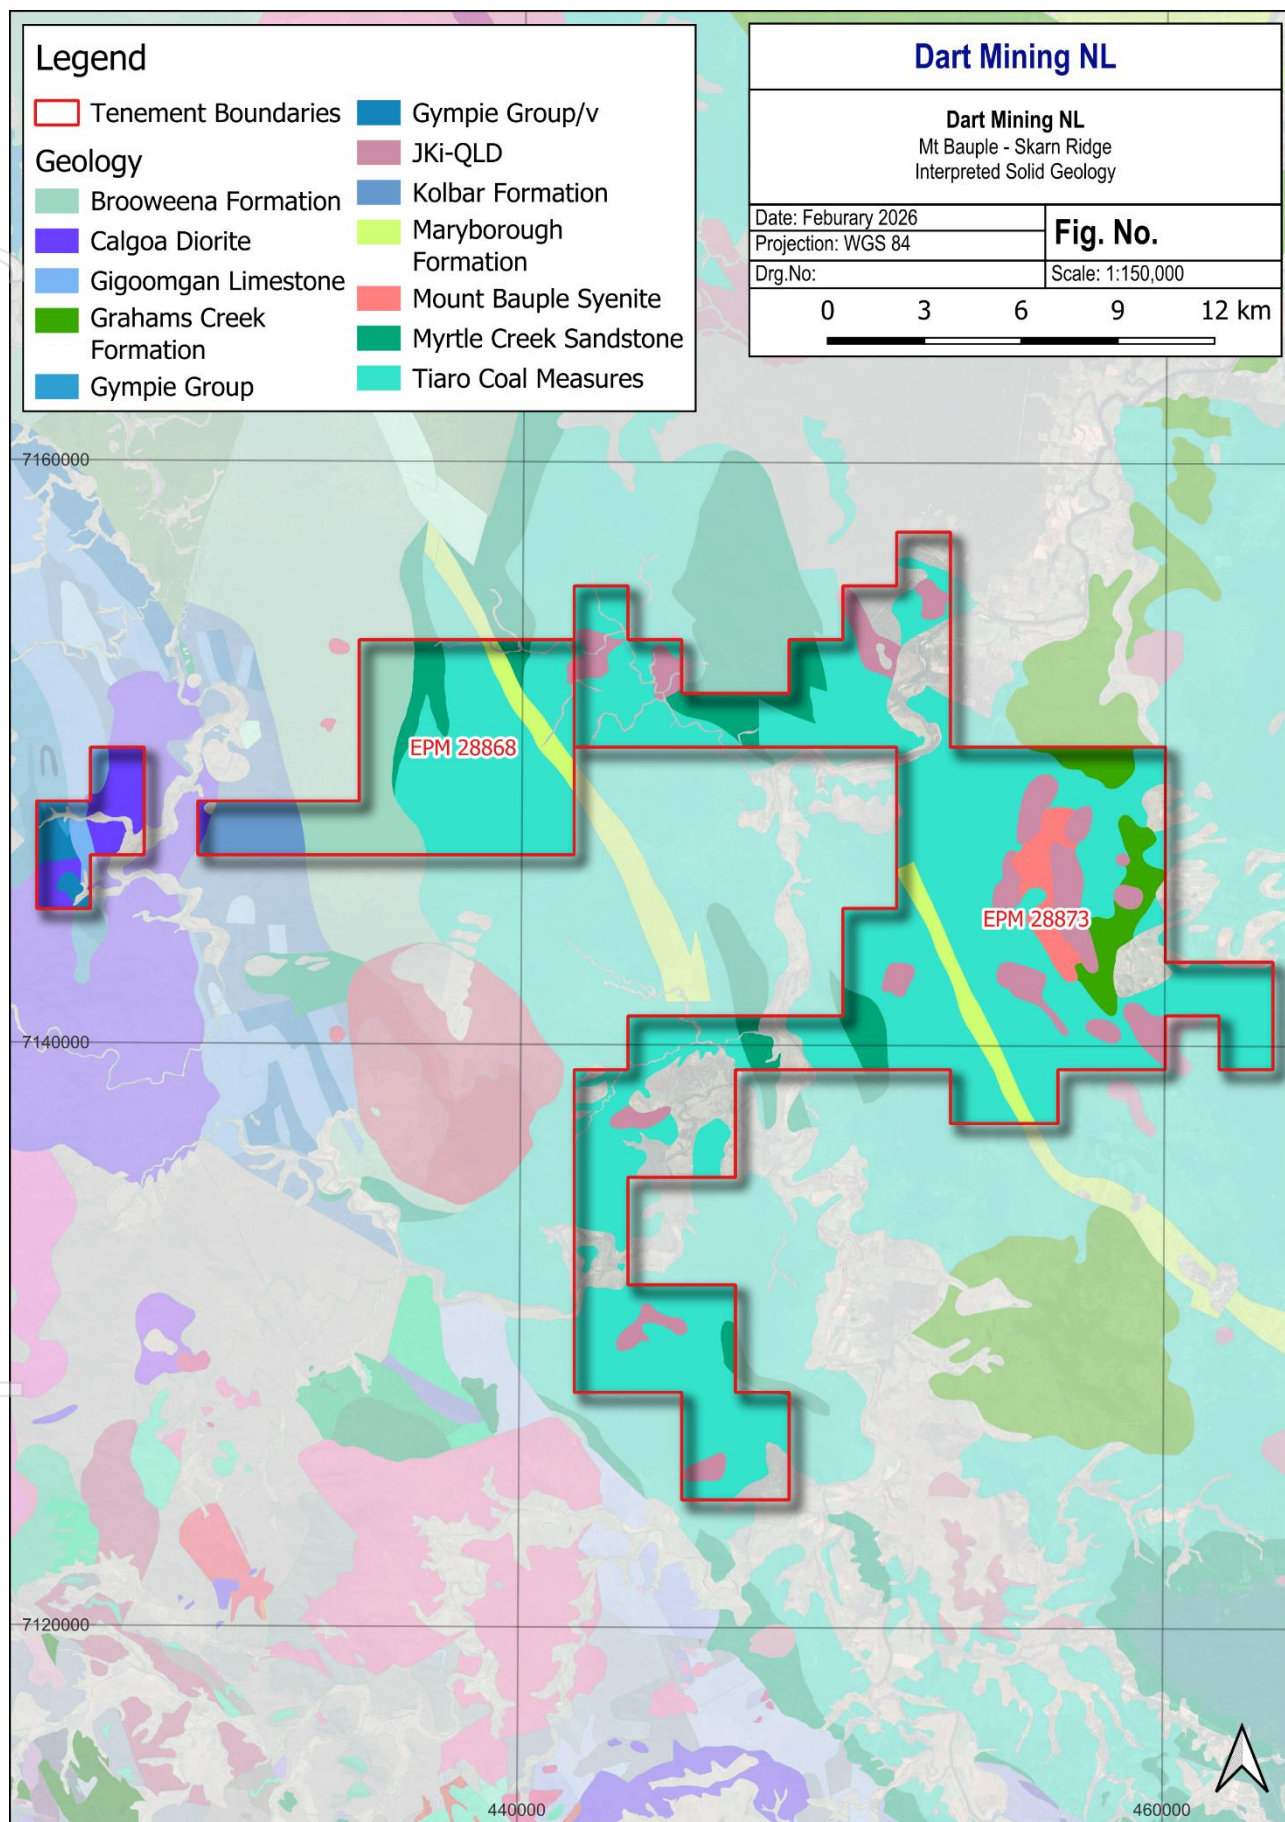 Legend
Tenement Boundaries
Geology
Brooweena Formation
Calgoa Diorite
Gigoomgan Limestone
Grahams Creek
Formation
Gympie Group
Gympie Group/v
JKi-QLD
Kolbar Formation
Maryborough
Formation
Mount Bauple Syenite
Myrtle Creek Sandstone
Tiaro Coal Measures
Dart Mining NL
Dart Mining NL
Mt Bauple - Skarn Ridge
Interpreted Solid Geology
Date: Feburary 2026
Projection: WGS 84
Drg.No:
Fig. No.
Scale: 1:150,000
0 3 6 9 12 km
7160000
EPM 28868
EPM 28873
7140000
7120000
440000
460000